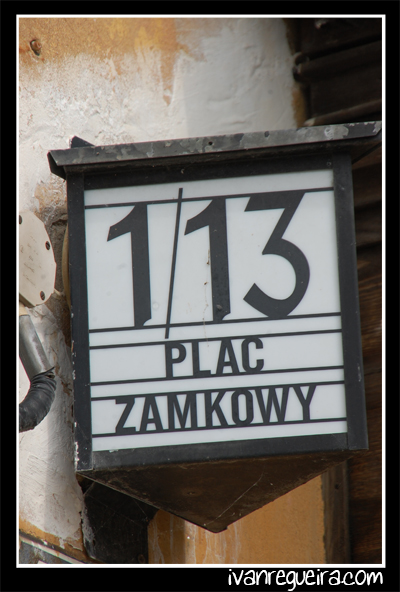 1/13
PLAC
ZAMKOWY
ivanregueira.com